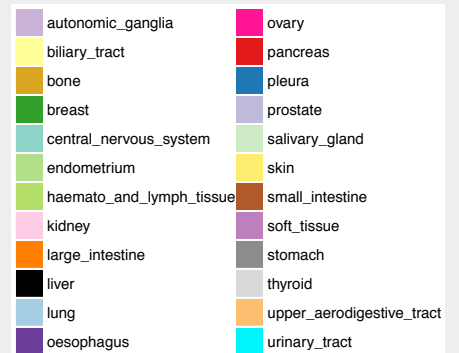 autonomic_ganglia
biliary_tract
bone
breast
central_nervous_system
endometrium
haemato_and_lymph_tissue
kidney
large_intestine
liver
lung
oesophagus
ovary
pancreas
pleura
prostate
salivary_gland
skin
small_intestine
soft_tissue
stomach
thyroid
upper_aerodigestive_tract
urinary_tract